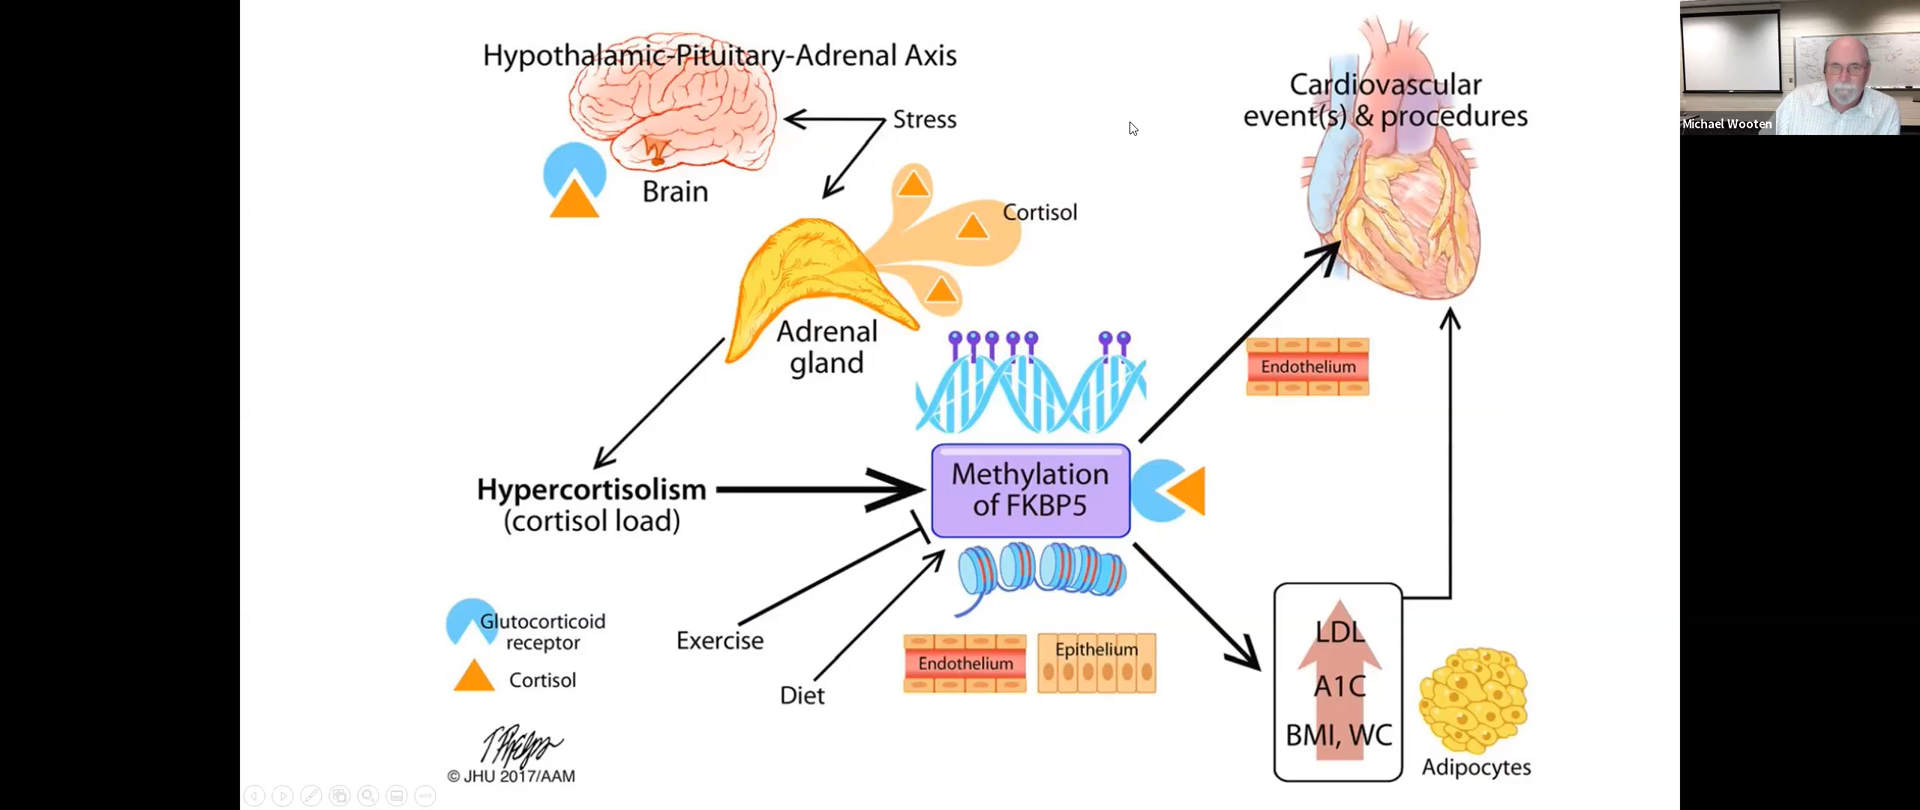 Hypothalamic-Pituitary-Adrenal Axis
Stress
Brain
Cortisol
Adrenal
gland
Cardiovascular
event(s) & procedures
Endothelium
Hypercortisolism
(cortisol load)
Methylation
of FKBP5
Exercise
Diet
Endothelium
Epithelium
LDL
A1C
BMI, WC
Adipocytes
Glutocorticoid
receptor
Cortisol
© JHU 2017/AAM
Michael Wooten